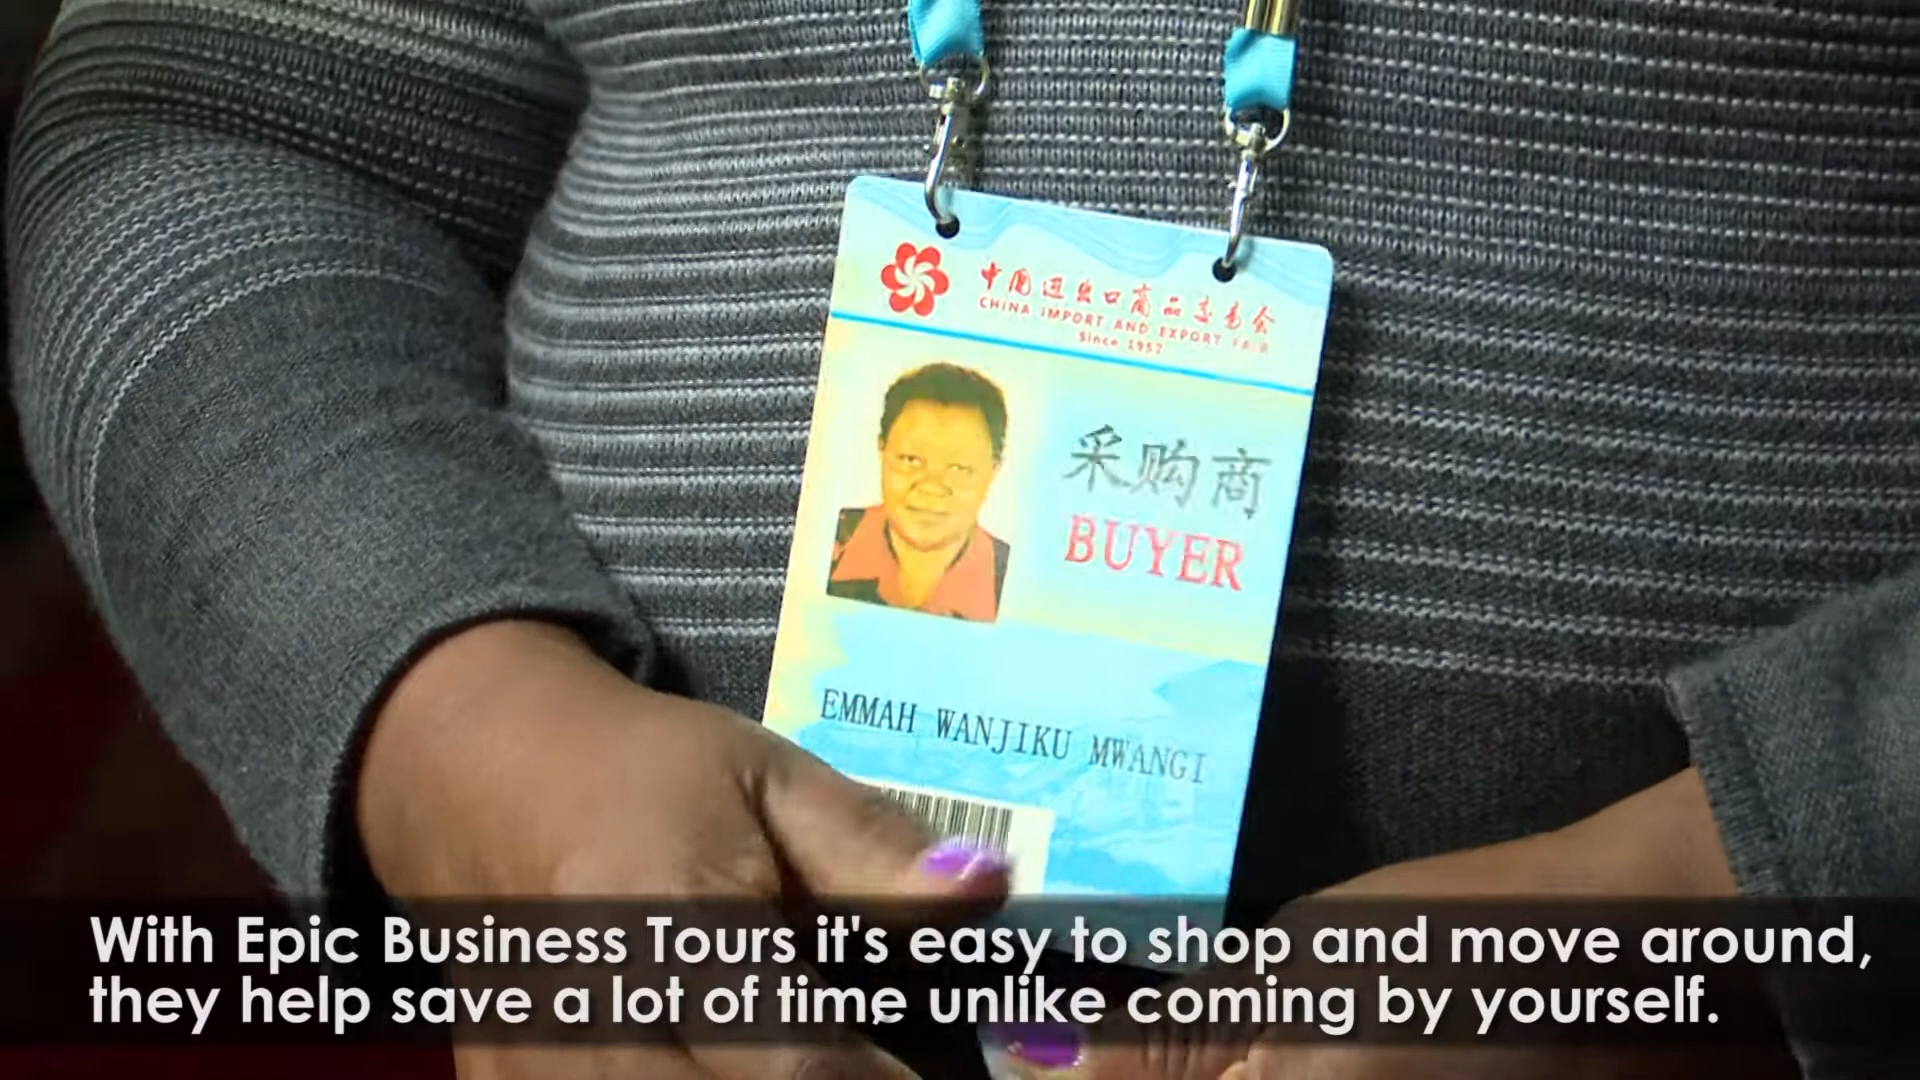 中国进出口商品交易会
CHINA IMPORT AND EXPORT FAIR
Since 1957
采购商
BUYER
EMMAH WANJIKU MWANGI
With Epic Business Tours it's easy to shop and move around,
they help save a lot of time unlike coming by yourself.